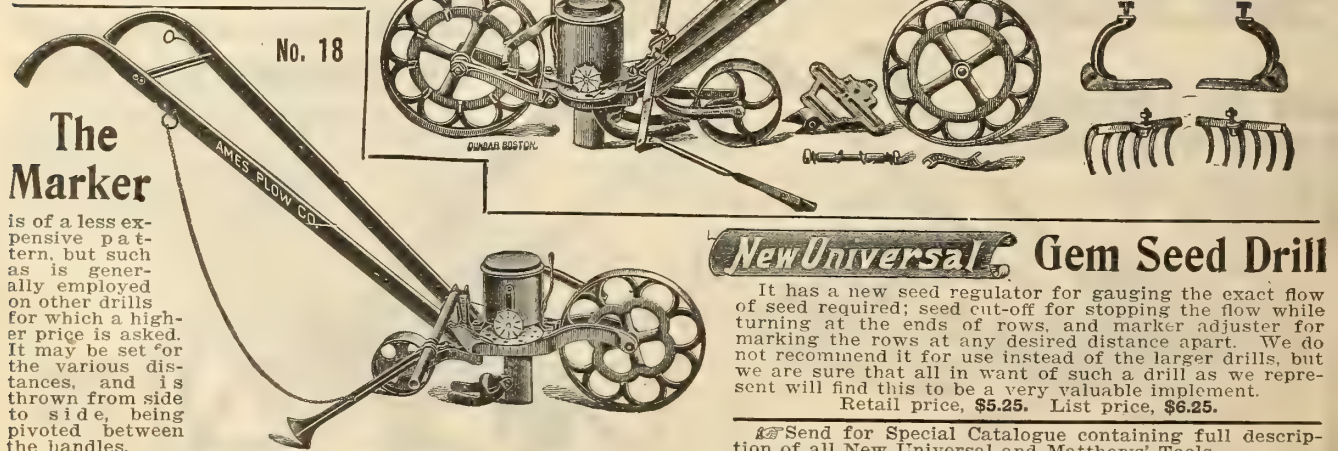 No. 18
DUNBAR BOSTON.
AMES PLOW CO.
The
Marker
is of a less ex-
pensive pat-
tern, but such
as is gener-
ally employed
on other drills
for which a high-
er price is asked.
It may be set for
the various dis-
tances, and is
thrown from side
to side, being
pivoted between
the handles.
New Universal Gem Seed Drill
It has a new seed regulator for gauging the exact flow
of seed required; seed cut-off for stopping the flow while
turning at the ends of rows, and marker adjuster for
marking the rows at any desired distance apart. We do
not recommend it for use instead of the larger drills, but
we are sure that all in want of such a drill as we repre-
sent will find this to be a very valuable implement.
Retail price, $5.25. List price, $6.25.
☞Send for Special Catalogue containing full descrip-
tion of all New Universal and Matthews' Tools.